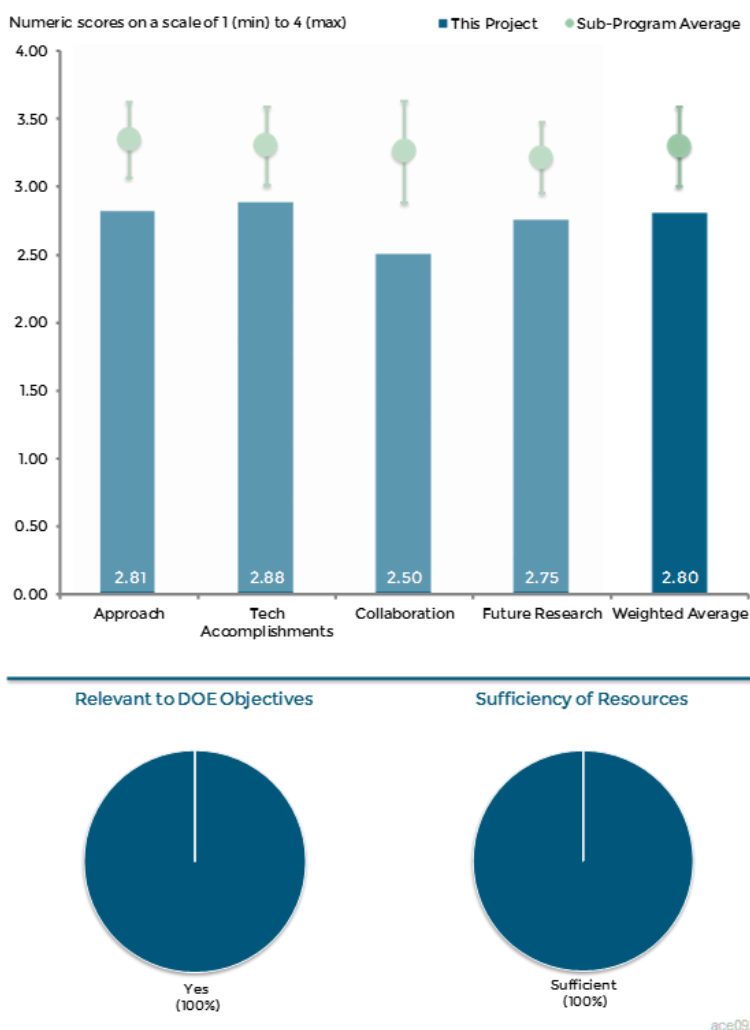 Numeric scores on a scale of 1 (min) to 4 (max)
This Project
Sub-Program Average
4.00
3.50
3.00
2.50
2.00
1.50
1.00
0.50
0.00
2.81
2.88
2.50
2.75
2.80
Approach
Tech
Accomplishments
Collaboration
Future Research
Weighted Average
Relevant to DOE Objectives
Sufficiency of Resources
Yes
(100%)
Sufficient
(100%)